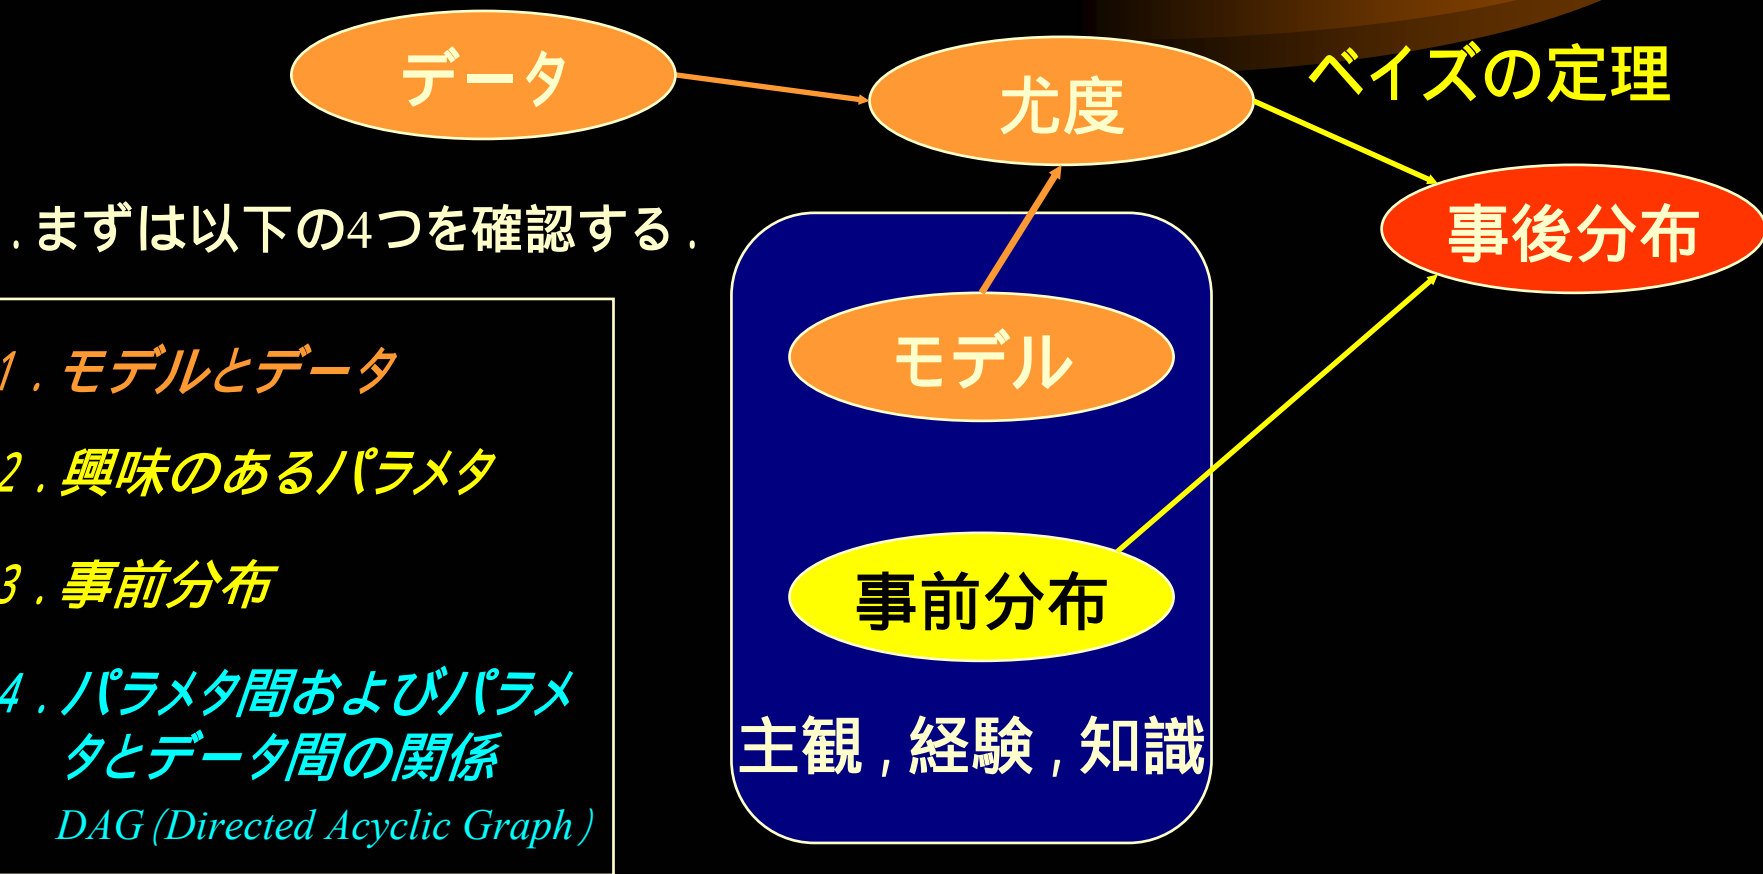 データ
尤度
ベイズの定理
事後分布
.まずは以下の4つを確認する.
1.モデルとデータ
2.興味のあるパラメタ
3.事前分布
4.パラメタ間およびパラメ
タとデータ間の関係
DAG(Directed Acyclic Graph)
モデル
事前分布
主観,経験,知識